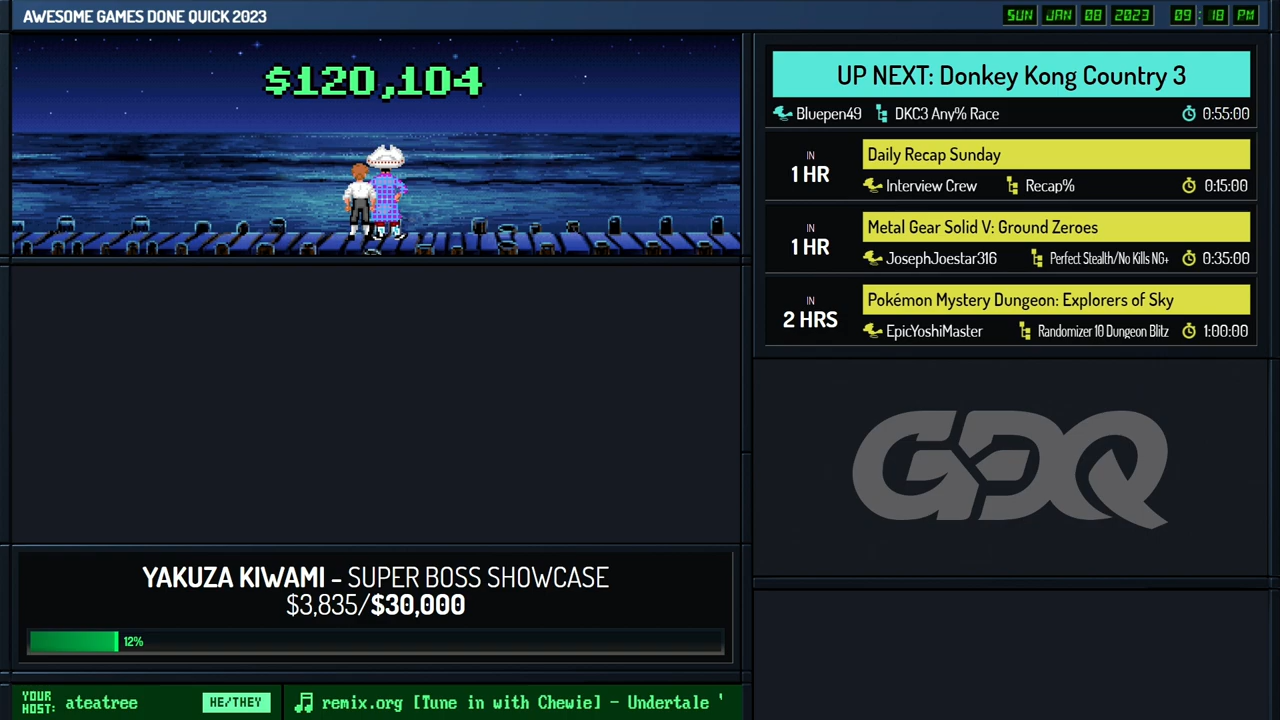 AWESOME GAMES DONE QUICK 2023
SUN JAN 08 2023 09:18 PM
$120,104
UP NEXT: Donkey Kong Country 3
Bluepen49 DKC3 Any% Race 0:55:00
IN
1 HR
Daily Recap Sunday
Interview Crew Recap% 0:15:00
IN
1 HR
Metal Gear Solid V: Ground Zeroes
JosephJoestar316 Perfect Stealth/No Kills NG+ 0:35:00
IN
2 HRS
Pokémon Mystery Dungeon: Explorers of Sky
EpicYoshiMaster Randomizer 10 Dungeon Blitz 1:00:00
GDQ
YAKUZA KIWAMI - SUPER BOSS SHOWCASE
$3,835/$30,000
12%
YOUR HOST: ateatree HE/THEY
remix.org [Tune in with Chewie] - Undertale '